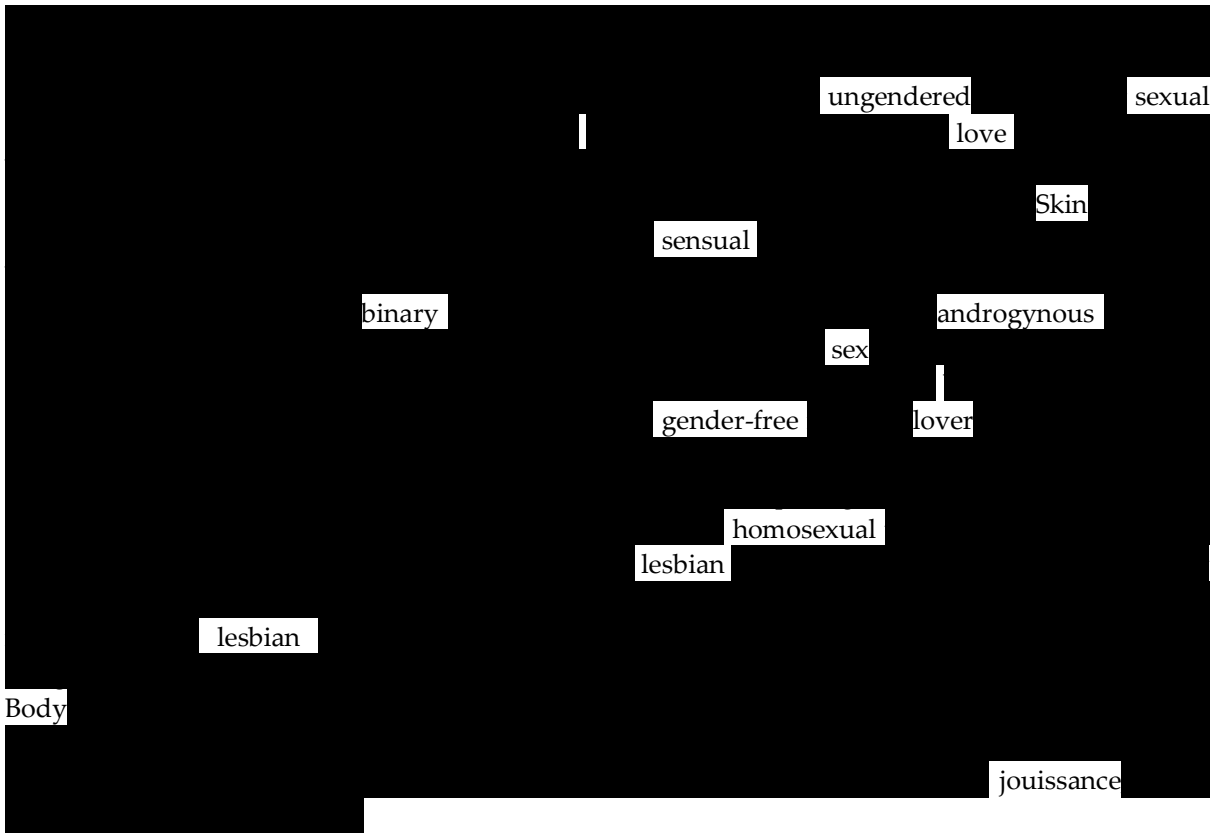 ungendered sexual
love
Skin
sensual
binary androgynous
sex
gender-free lover
homosexual
lesbian
lesbian
Body
jouissance